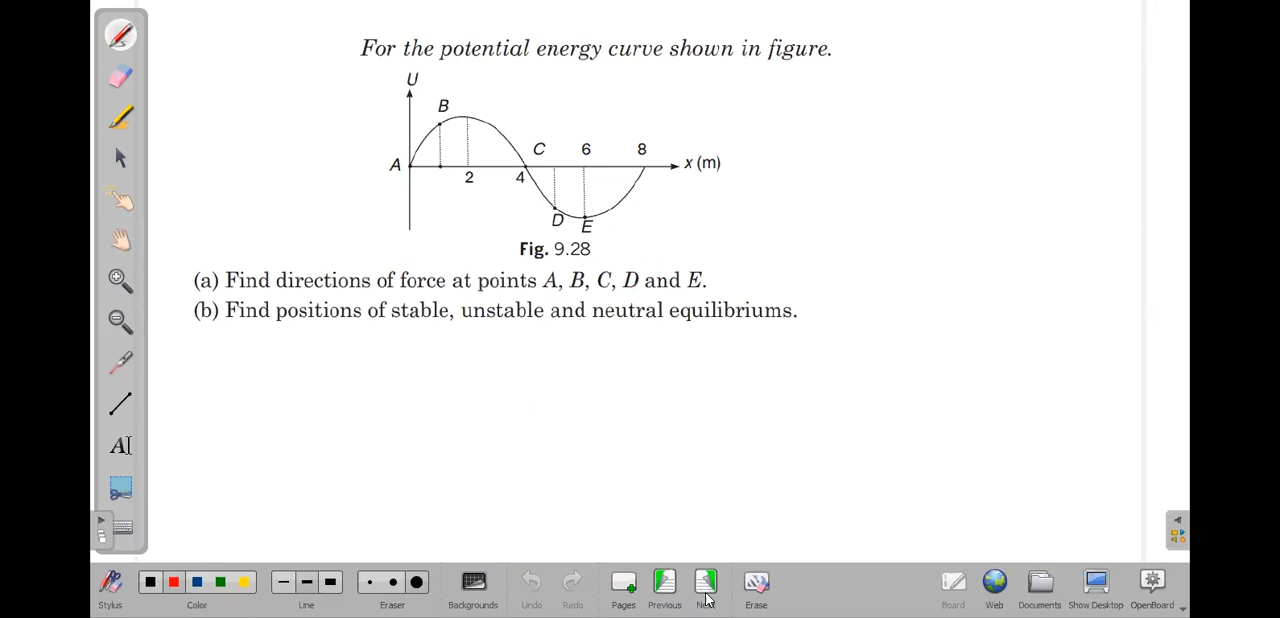 For the potential energy curve shown in figure.
U
B
A
C
6
8
x (m)
2
4
D
E
Fig. 9.28
(a) Find directions of force at points A, B, C, D and E.
(b) Find positions of stable, unstable and neutral equilibriums.
A
Stylus
Color
Line
Eraser
Backgrounds
Undo
Redo
Pages
Previous
Next
Erase
Board
Web
Documents
Show Desktop
OpenBoard